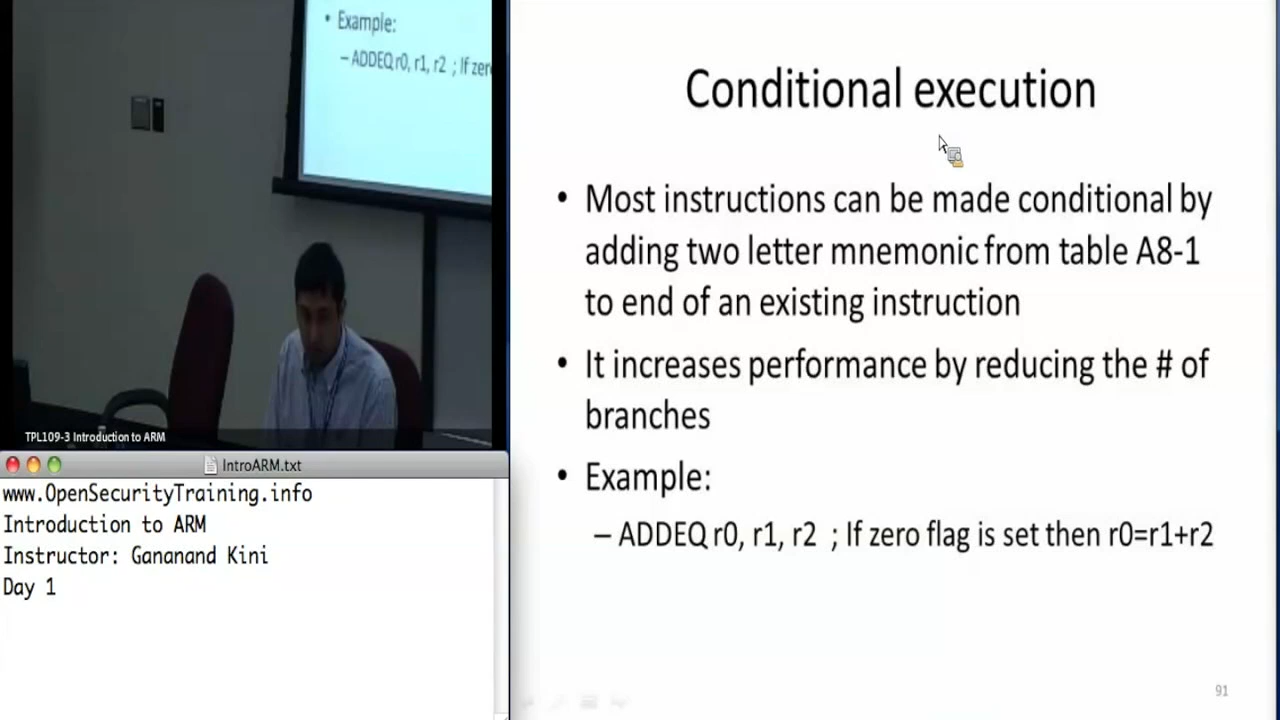 • Example:
– ADDEQ r0, r1, r2 ; If zer
TPL109-3 Introduction to ARM
IntroARM.txt
www.OpenSecurityTraining.info
Introduction to ARM
Instructor: Gananand Kini
Day 1
Conditional execution
• Most instructions can be made conditional by
adding two letter mnemonic from table A8-1
to end of an existing instruction
• It increases performance by reducing the # of
branches
• Example:
– ADDEQ r0, r1, r2 ; If zero flag is set then r0=r1+r2
91